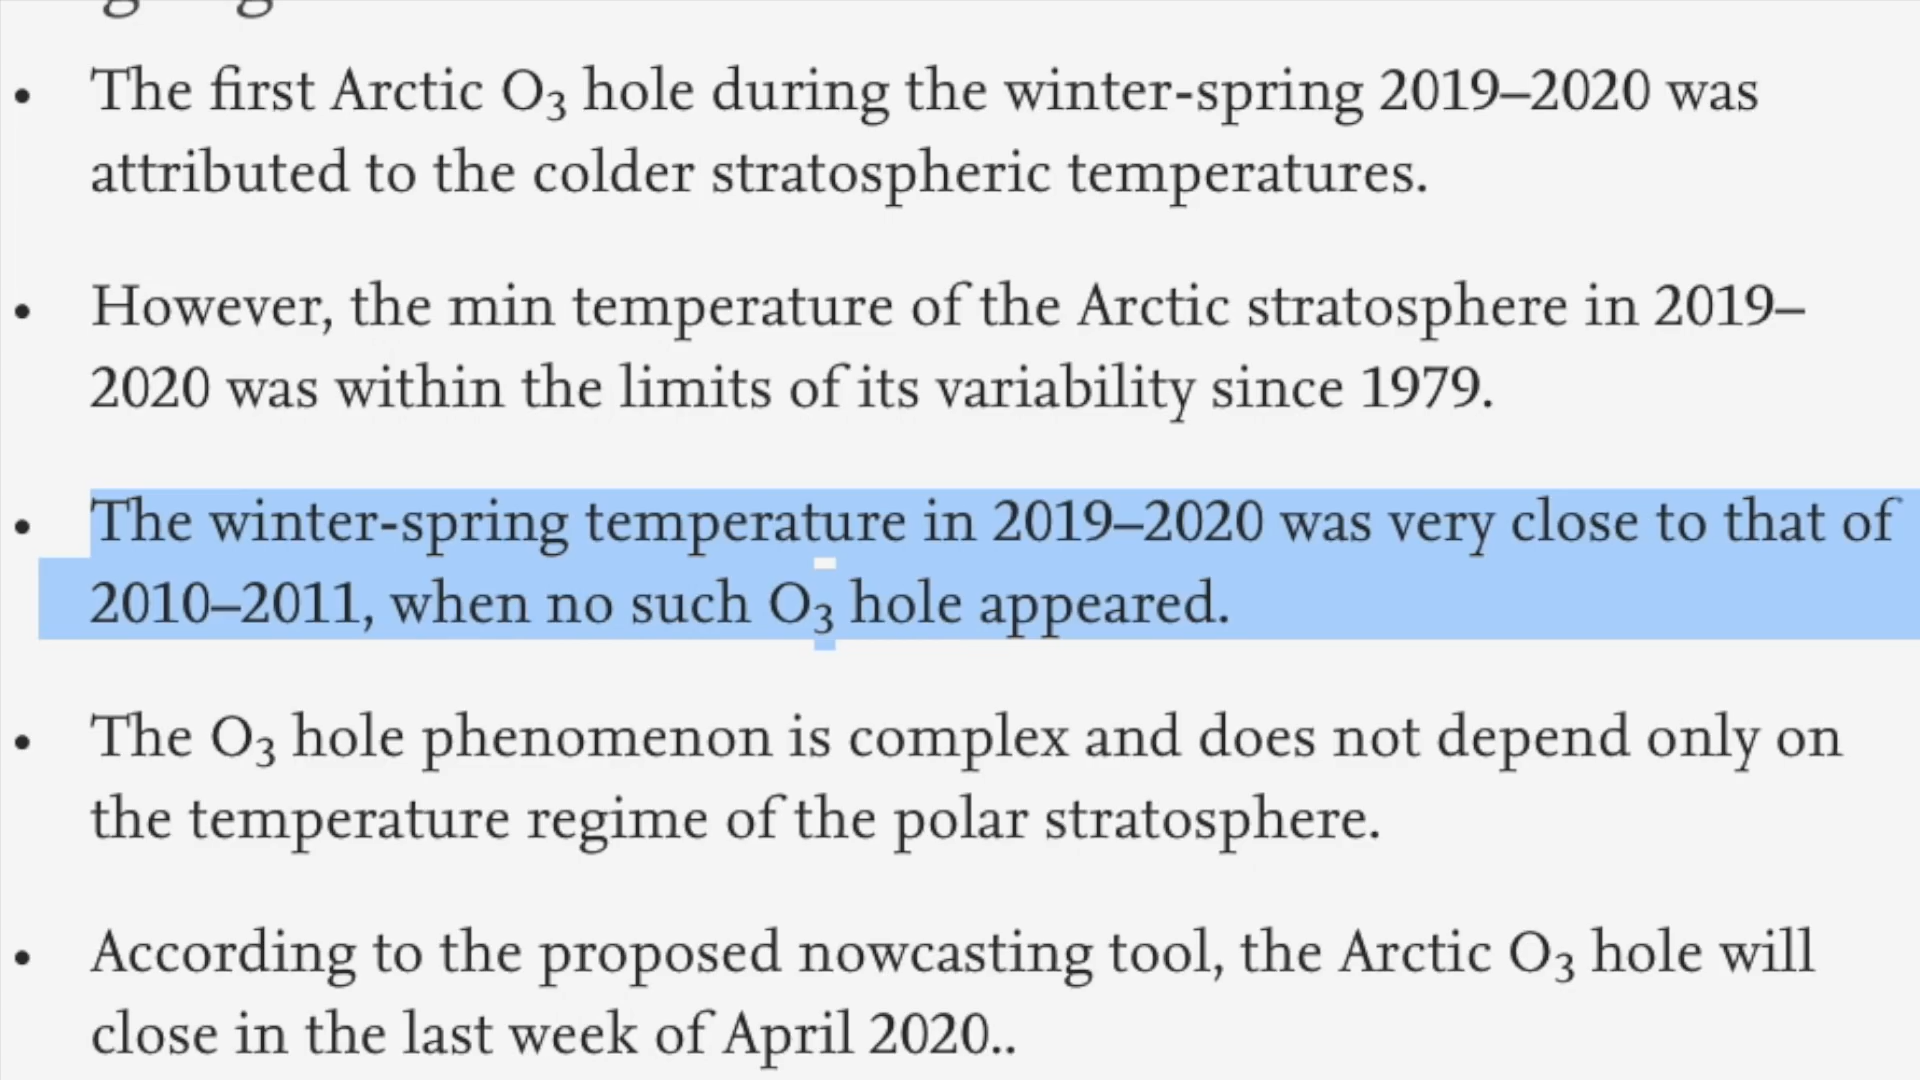 • The first Arctic O₃ hole during the winter-spring 2019–2020 was
attributed to the colder stratospheric temperatures.
• However, the min temperature of the Arctic stratosphere in 2019–
2020 was within the limits of its variability since 1979.
• The winter-spring temperature in 2019–2020 was very close to that of
2010–2011, when no such O₃ hole appeared.
• The O₃ hole phenomenon is complex and does not depend only on
the temperature regime of the polar stratosphere.
• According to the proposed nowcasting tool, the Arctic O₃ hole will
close in the last week of April 2020..